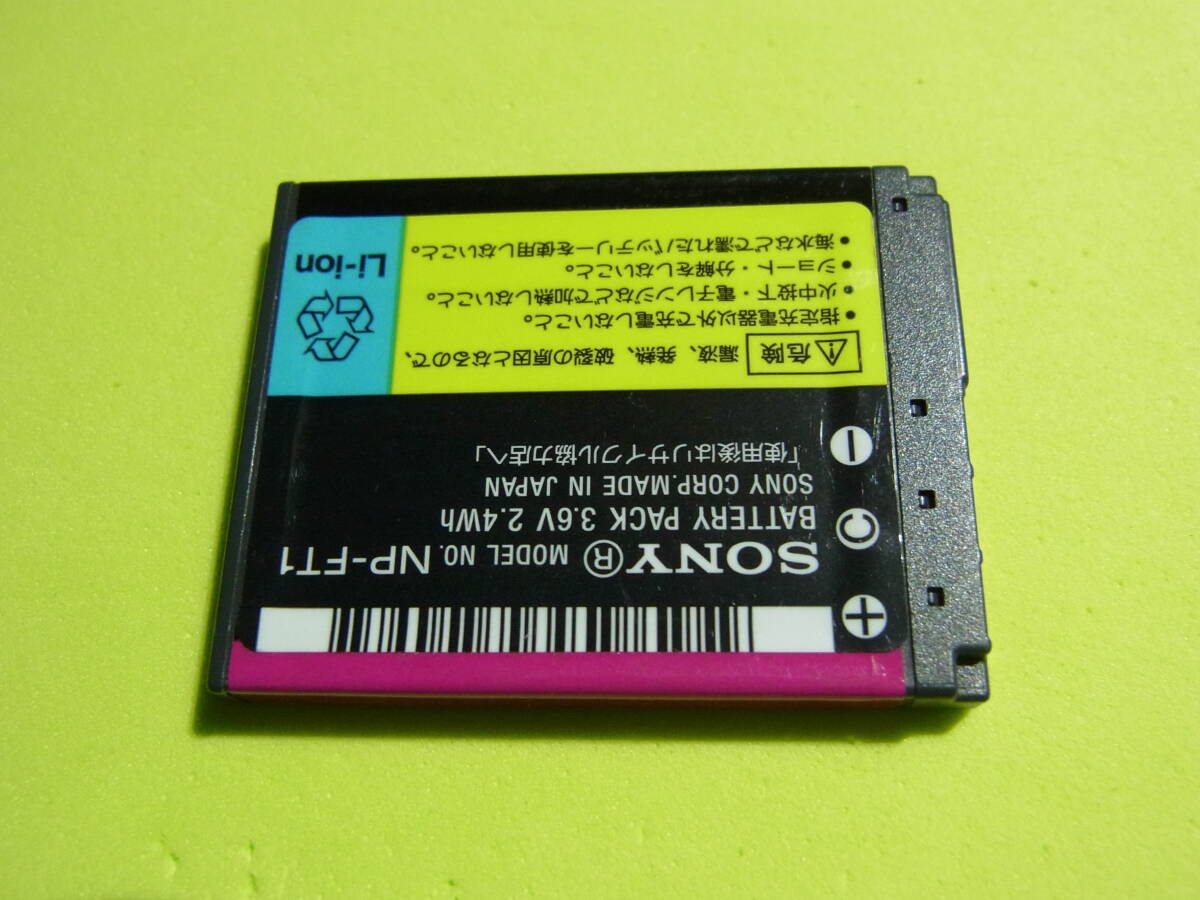 SONY® MODEL NO. NP-FT1
BATTERY PACK 3.6V 2.4Wh
SONY CORP. MADE IN JAPAN
「使用後はリサイクル協力店へ」
⚠危険 漏液、発熱、破裂の原因となるので、
•指定充電器以外で充電しないこと。
•火中投下・電子レンジなどで加熱しないこと。
•ショート・分解をしないこと。
•海水などで濡れたバッテリーを使用しないこと。
Li-ion
+
C
−